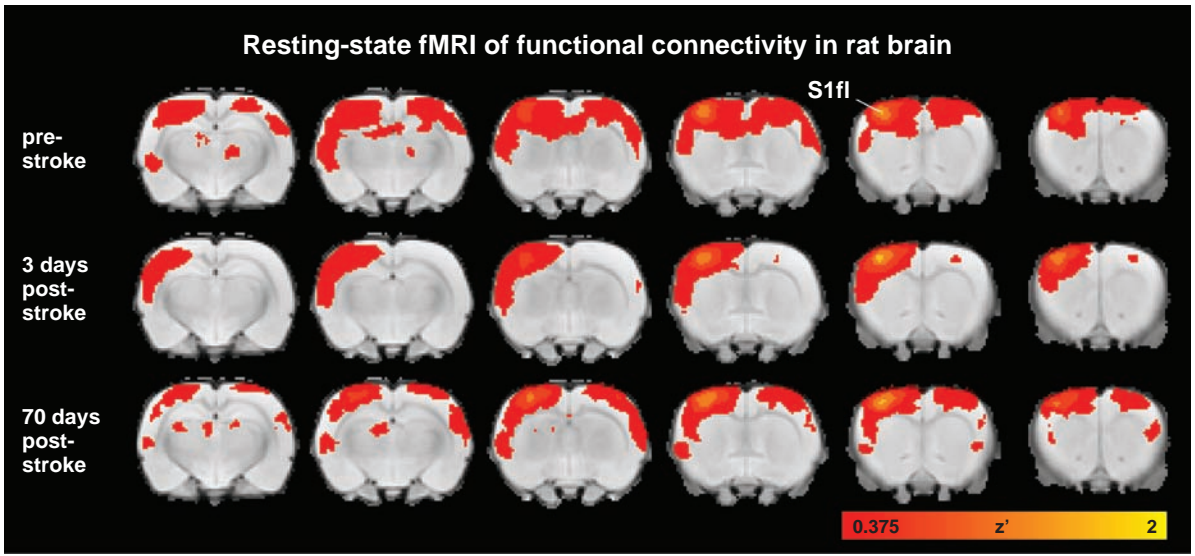 Resting-state fMRI of functional connectivity in rat brain
S1fl
pre-
stroke
3 days
post-
stroke
70 days
post-
stroke
0.375 z' 2